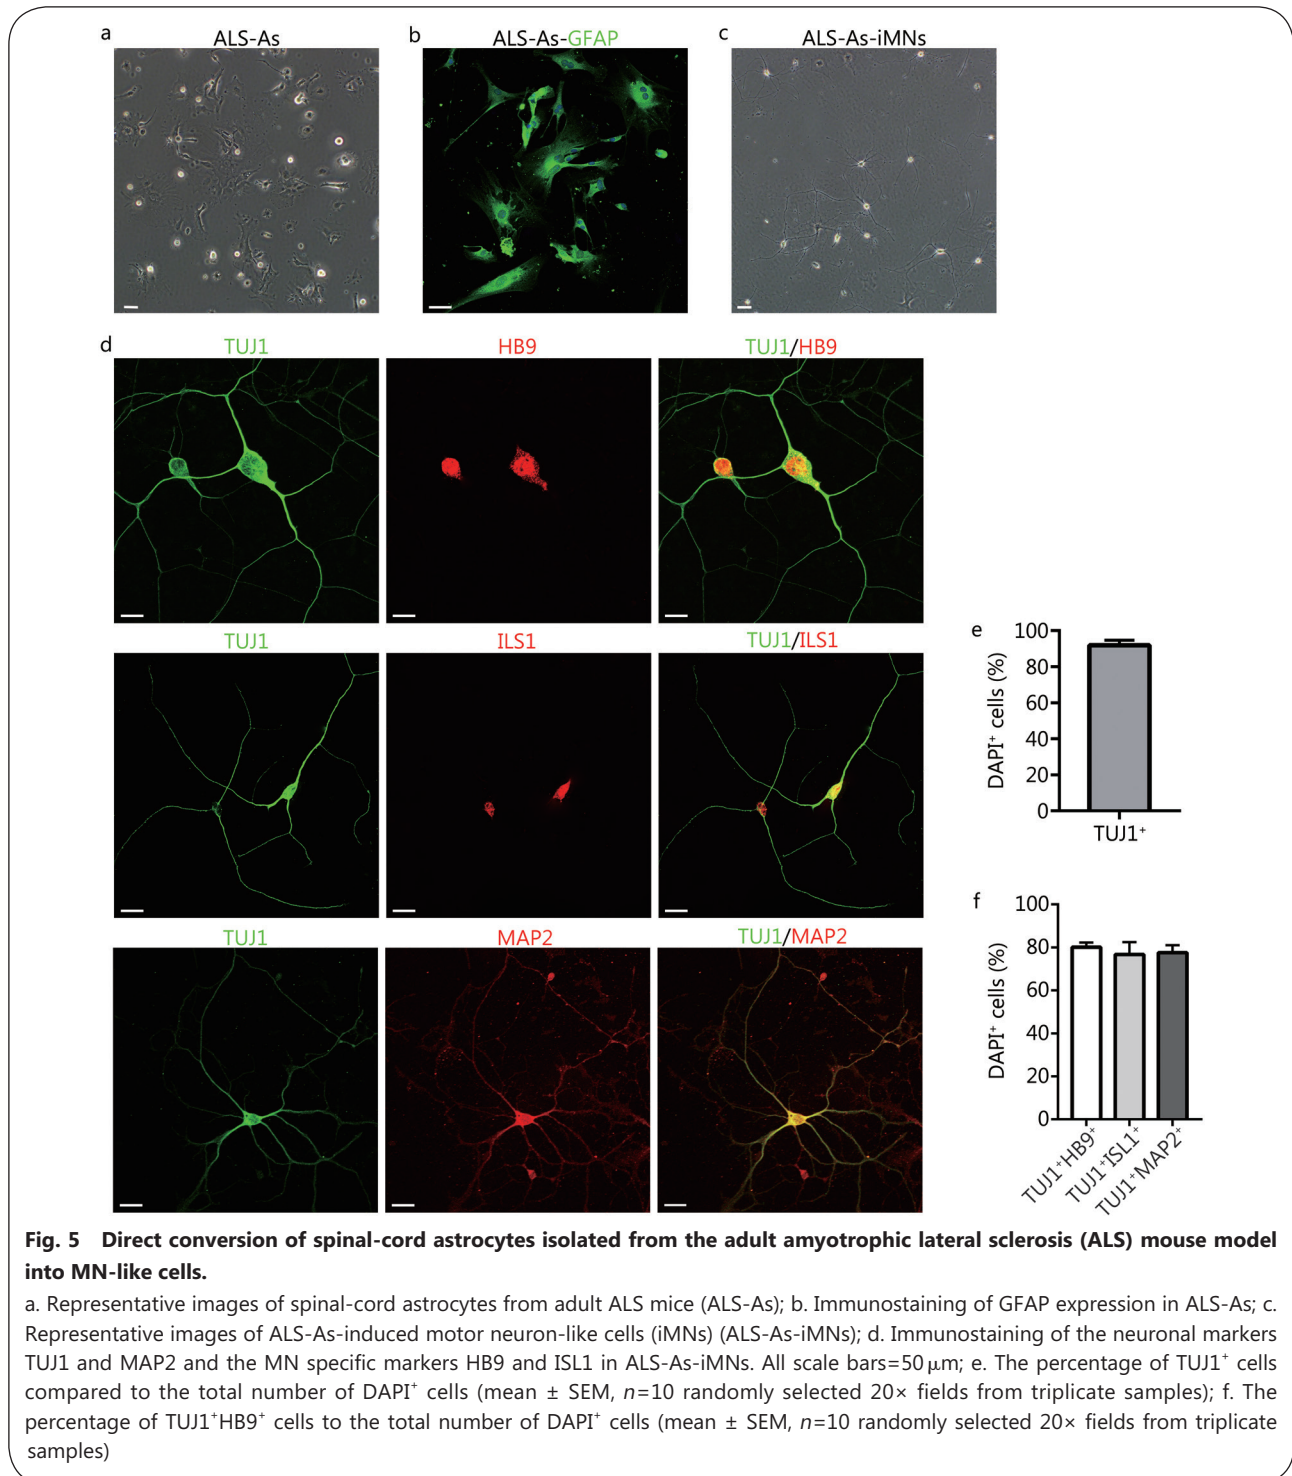 a ALS-As
b ALS-As-GFAP
c ALS-As-iMNs
d TUJ1 HB9 TUJ1/HB9
TUJ1 ILS1 TUJ1/ILS1
TUJ1 MAP2 TUJ1/MAP2
e
DAPI⁺ cells (%)
100
80
60
40
20
0
TUJ1⁺
f
DAPI⁺ cells (%)
100
80
60
40
20
0
TUJ1⁺HB9⁺
TUJ1⁺ISL1⁺
TUJ1⁺MAP2⁺
Fig. 5 Direct conversion of spinal-cord astrocytes isolated from the adult amyotrophic lateral sclerosis (ALS) mouse model
into MN-like cells.
a. Representative images of spinal-cord astrocytes from adult ALS mice (ALS-As); b. Immunostaining of GFAP expression in ALS-As; c.
Representative images of ALS-As-induced motor neuron-like cells (iMNs) (ALS-As-iMNs); d. Immunostaining of the neuronal markers
TUJ1 and MAP2 and the MN specific markers HB9 and ISL1 in ALS-As-iMNs. All scale bars=50 μm; e. The percentage of TUJ1⁺ cells
compared to the total number of DAPI⁺ cells (mean ± SEM, n=10 randomly selected 20× fields from triplicate samples); f. The
percentage of TUJ1⁺HB9⁺ cells to the total number of DAPI⁺ cells (mean ± SEM, n=10 randomly selected 20× fields from triplicate
samples)